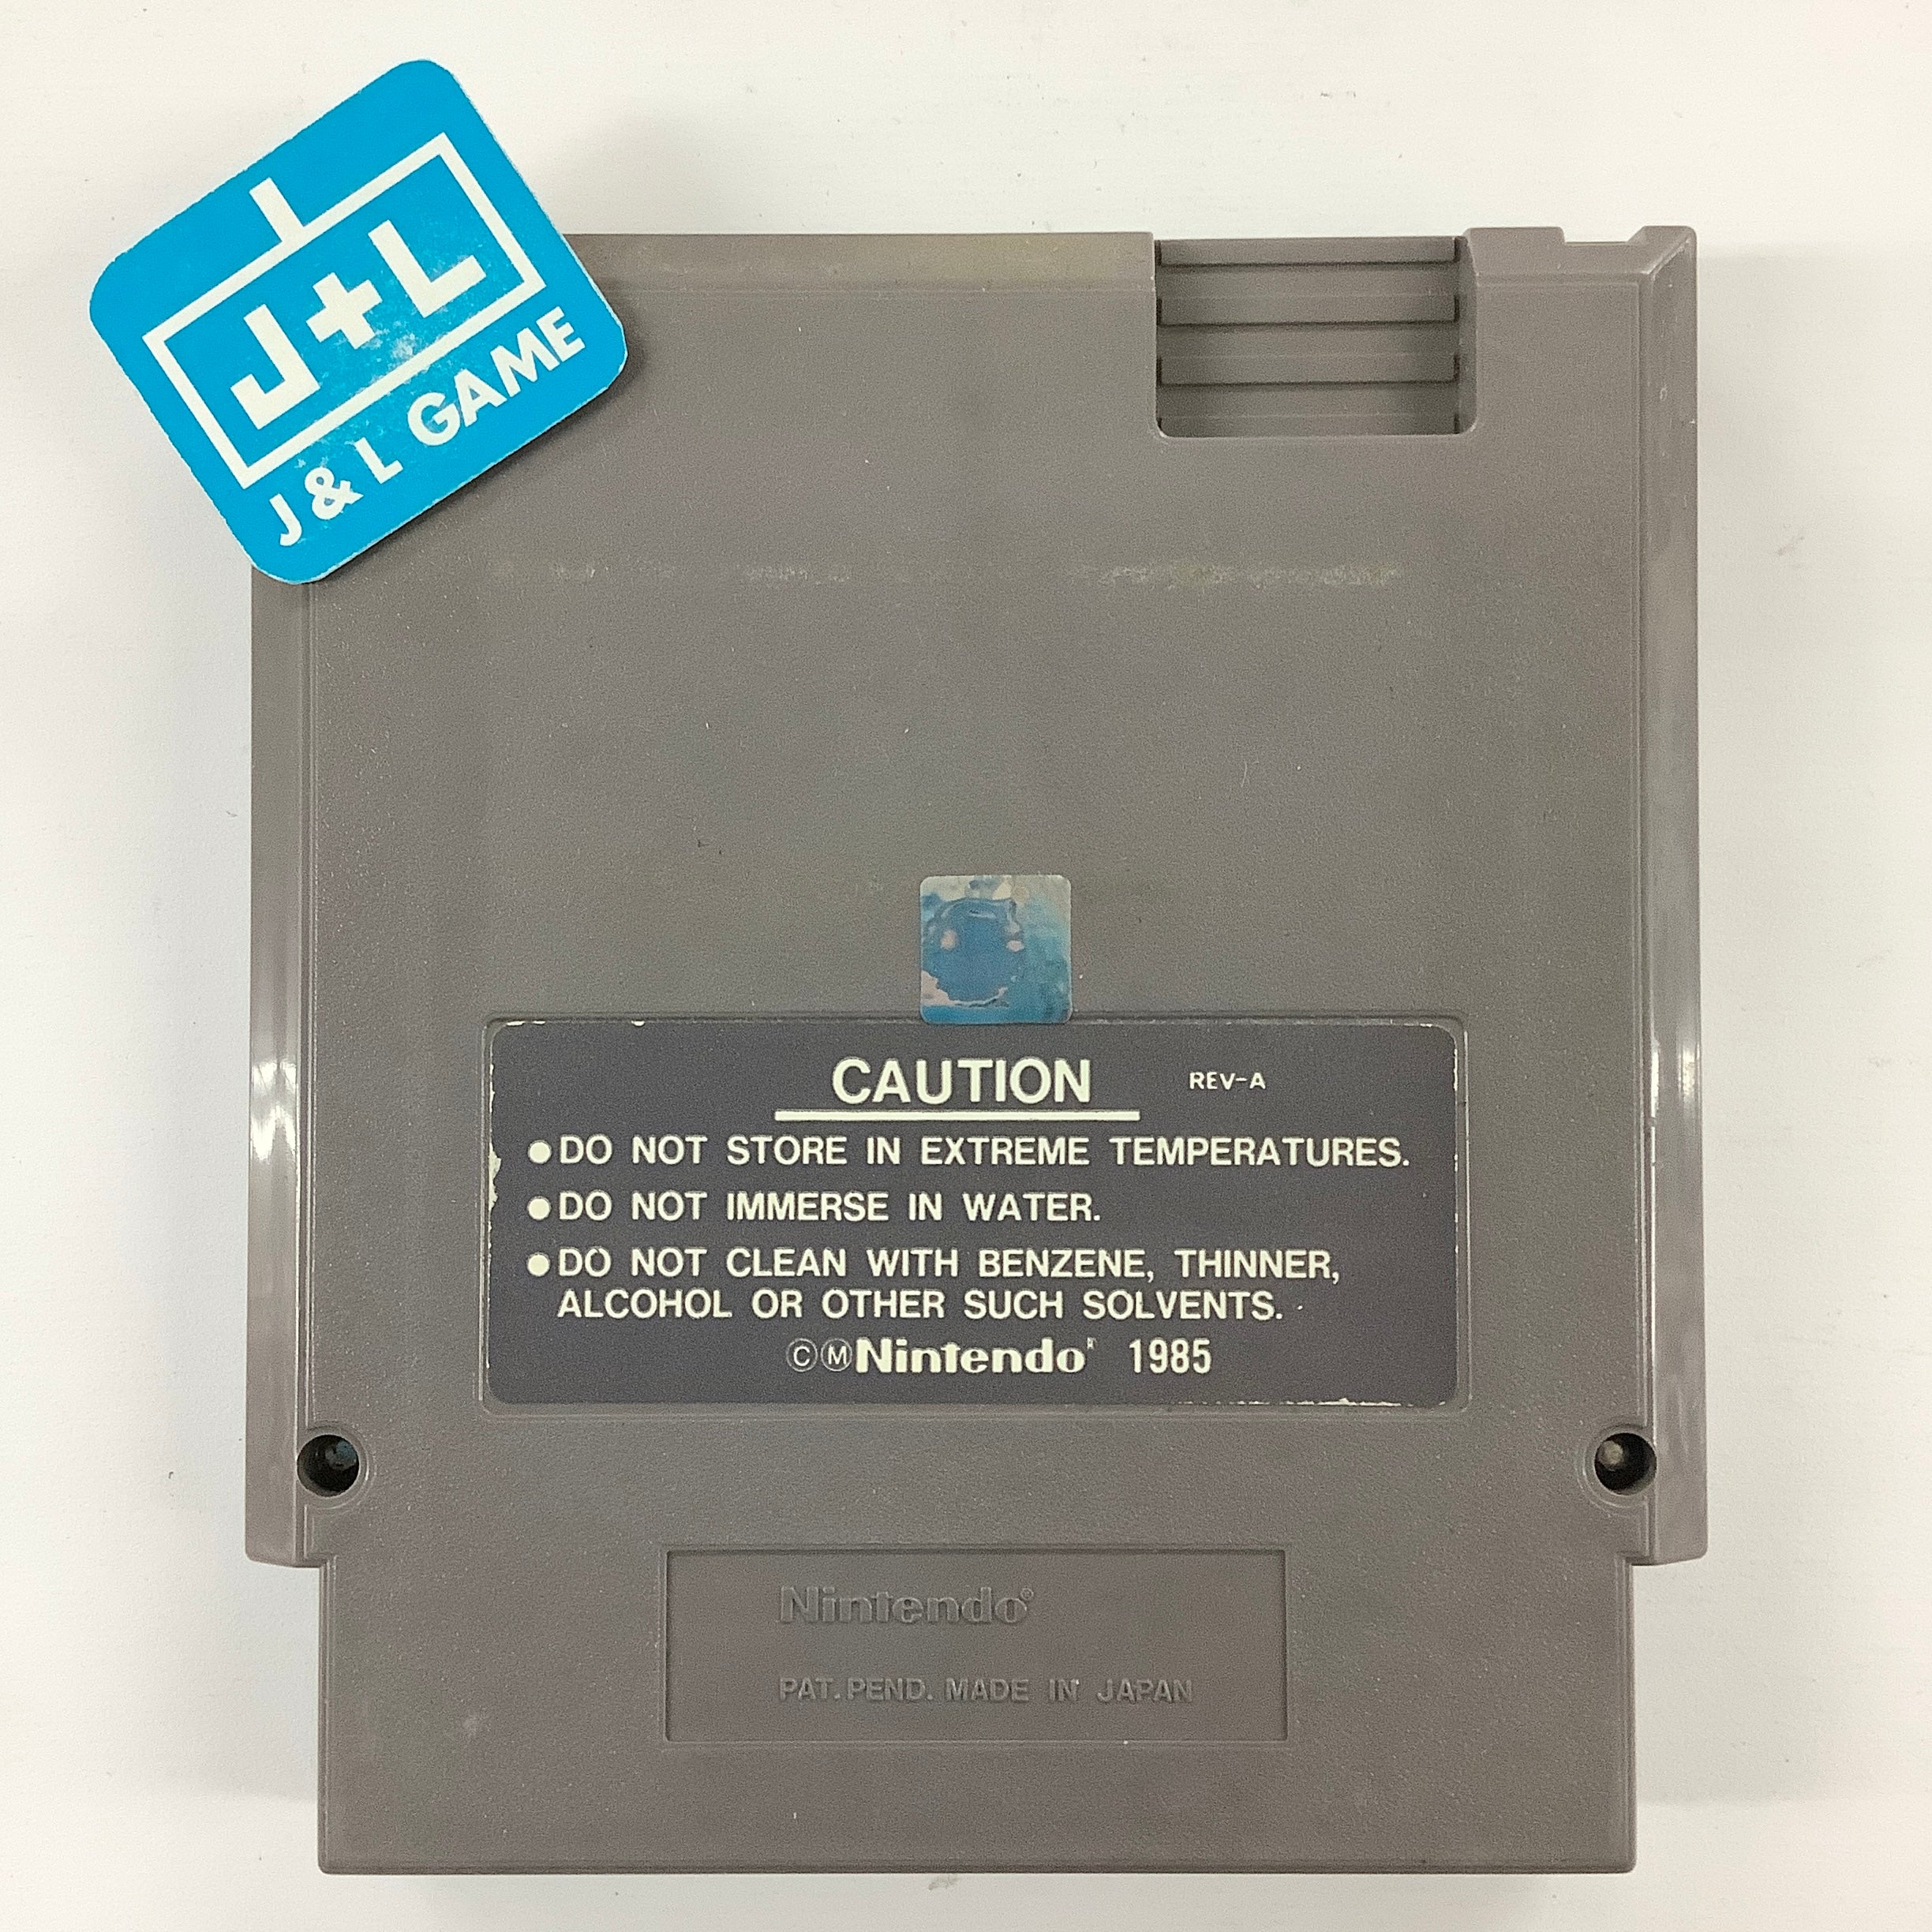 J+L
J & L GAME
CAUTION REV-A
●DO NOT STORE IN EXTREME TEMPERATURES.
●DO NOT IMMERSE IN WATER.
●DO NOT CLEAN WITH BENZENE, THINNER,
ALCOHOL OR OTHER SUCH SOLVENTS.
ⒸⓂNintendo® 1985
Nintendo®
PAT. PEND. MADE IN JAPAN